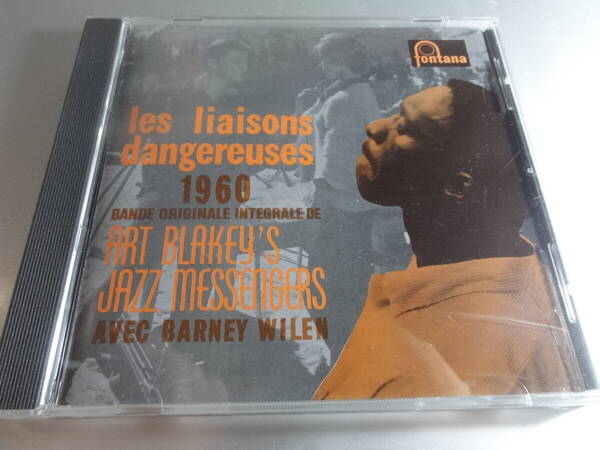 fontana
les liaisons
dangereuses
1960
BANDE ORIGINALE INTEGRALE DE
ART BLAKEY'S
JAZZ MESSENGERS
AVEC BARNEY WILEN